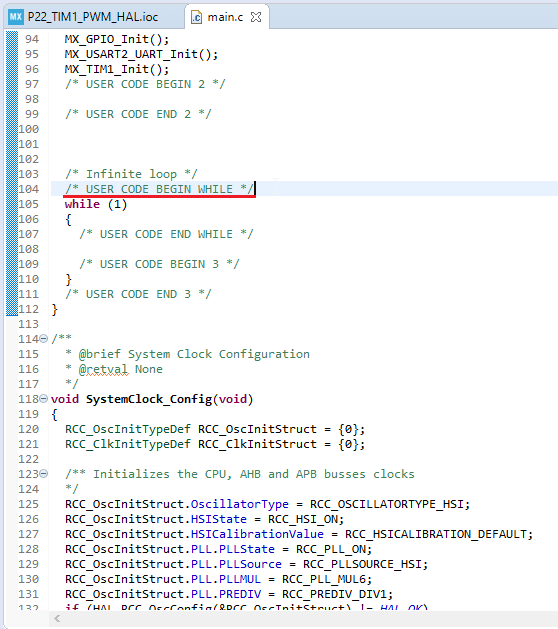 MX P22_TIM1_PWM_HAL.ioc
.c main.c
94 MX_GPIO_Init();
95 MX_USART2_UART_Init();
96 MX_TIM1_Init();
97 /* USER CODE BEGIN 2 */
98
99 /* USER CODE END 2 */
100
101
102
103 /* Infinite loop */
104 /* USER CODE BEGIN WHILE */
105 while (1)
106 {
107 /* USER CODE END WHILE */
108
109 /* USER CODE BEGIN 3 */
110 }
111 /* USER CODE END 3 */
112 }
113
114 /**
115 * @brief System Clock Configuration
116 * @retval None
117 */
118 void SystemClock_Config(void)
119 {
120 RCC_OscInitTypeDef RCC_OscInitStruct = {0};
121 RCC_ClkInitTypeDef RCC_ClkInitStruct = {0};
122
123 /** Initializes the CPU, AHB and APB busses clocks
124 */
125 RCC_OscInitStruct.OscillatorType = RCC_OSCILLATORTYPE_HSI;
126 RCC_OscInitStruct.HSIState = RCC_HSI_ON;
127 RCC_OscInitStruct.HSICalibrationValue = RCC_HSICALIBRATION_DEFAULT;
128 RCC_OscInitStruct.PLL.PLLState = RCC_PLL_ON;
129 RCC_OscInitStruct.PLL.PLLSource = RCC_PLLSOURCE_HSI;
130 RCC_OscInitStruct.PLL.PLLMUL = RCC_PLL_MUL6;
131 RCC_OscInitStruct.PLL.PREDIV = RCC_PREDIV_DIV1;
132 if (HAL_RCC_OscConfig(&RCC_OscInitStruct) != HAL_OK)